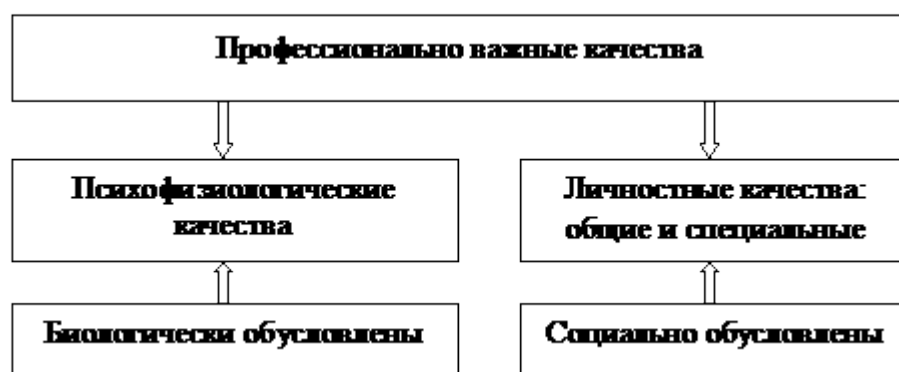 Профессионально важные качества
Психофизиологические
качества
Личностные качества:
общие и специальные
Биологически обусловлены
Социально обусловлены